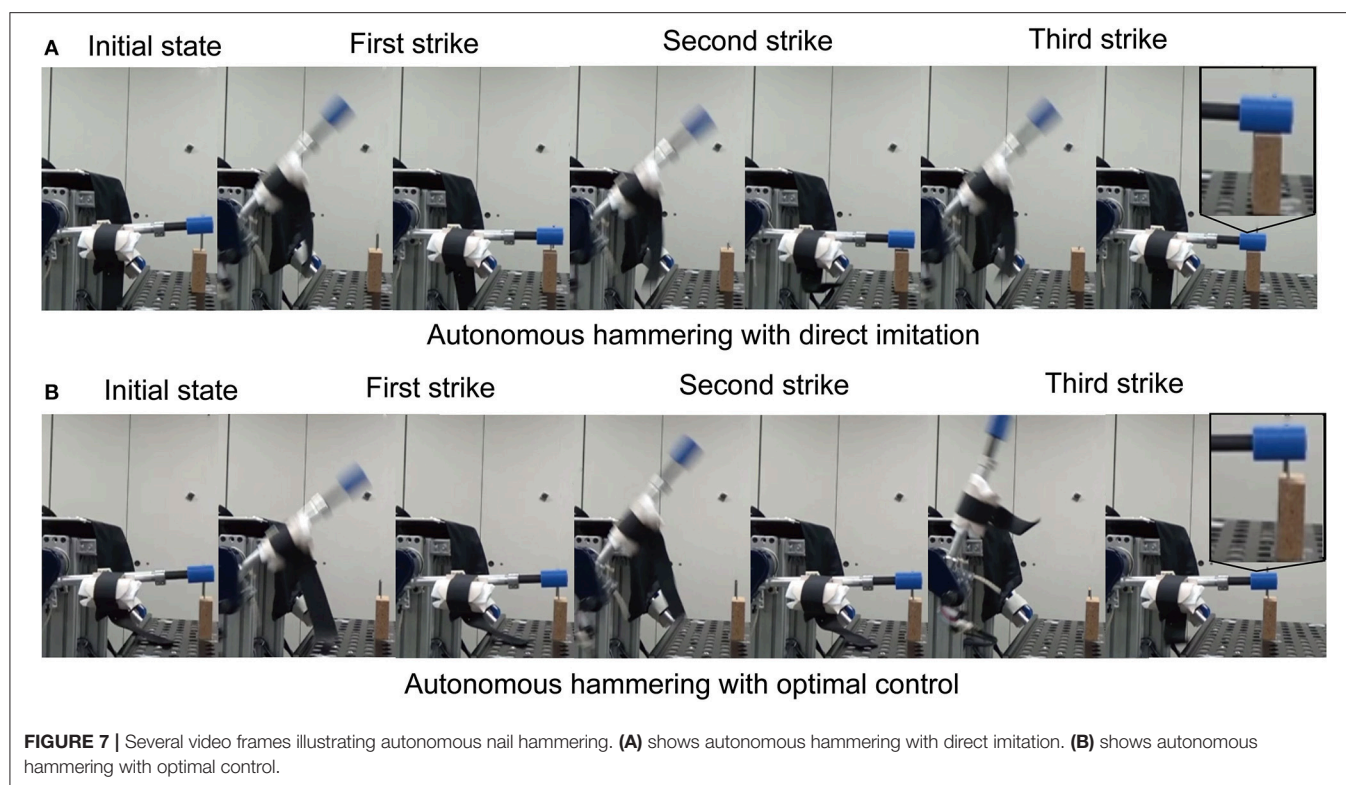 A Initial state First strike Second strike Third strike
Autonomous hammering with direct imitation
B Initial state First strike Second strike Third strike
Autonomous hammering with optimal control
FIGURE 7 | Several video frames illustrating autonomous nail hammering. (A) shows autonomous hammering with direct imitation. (B) shows autonomous
hammering with optimal control.